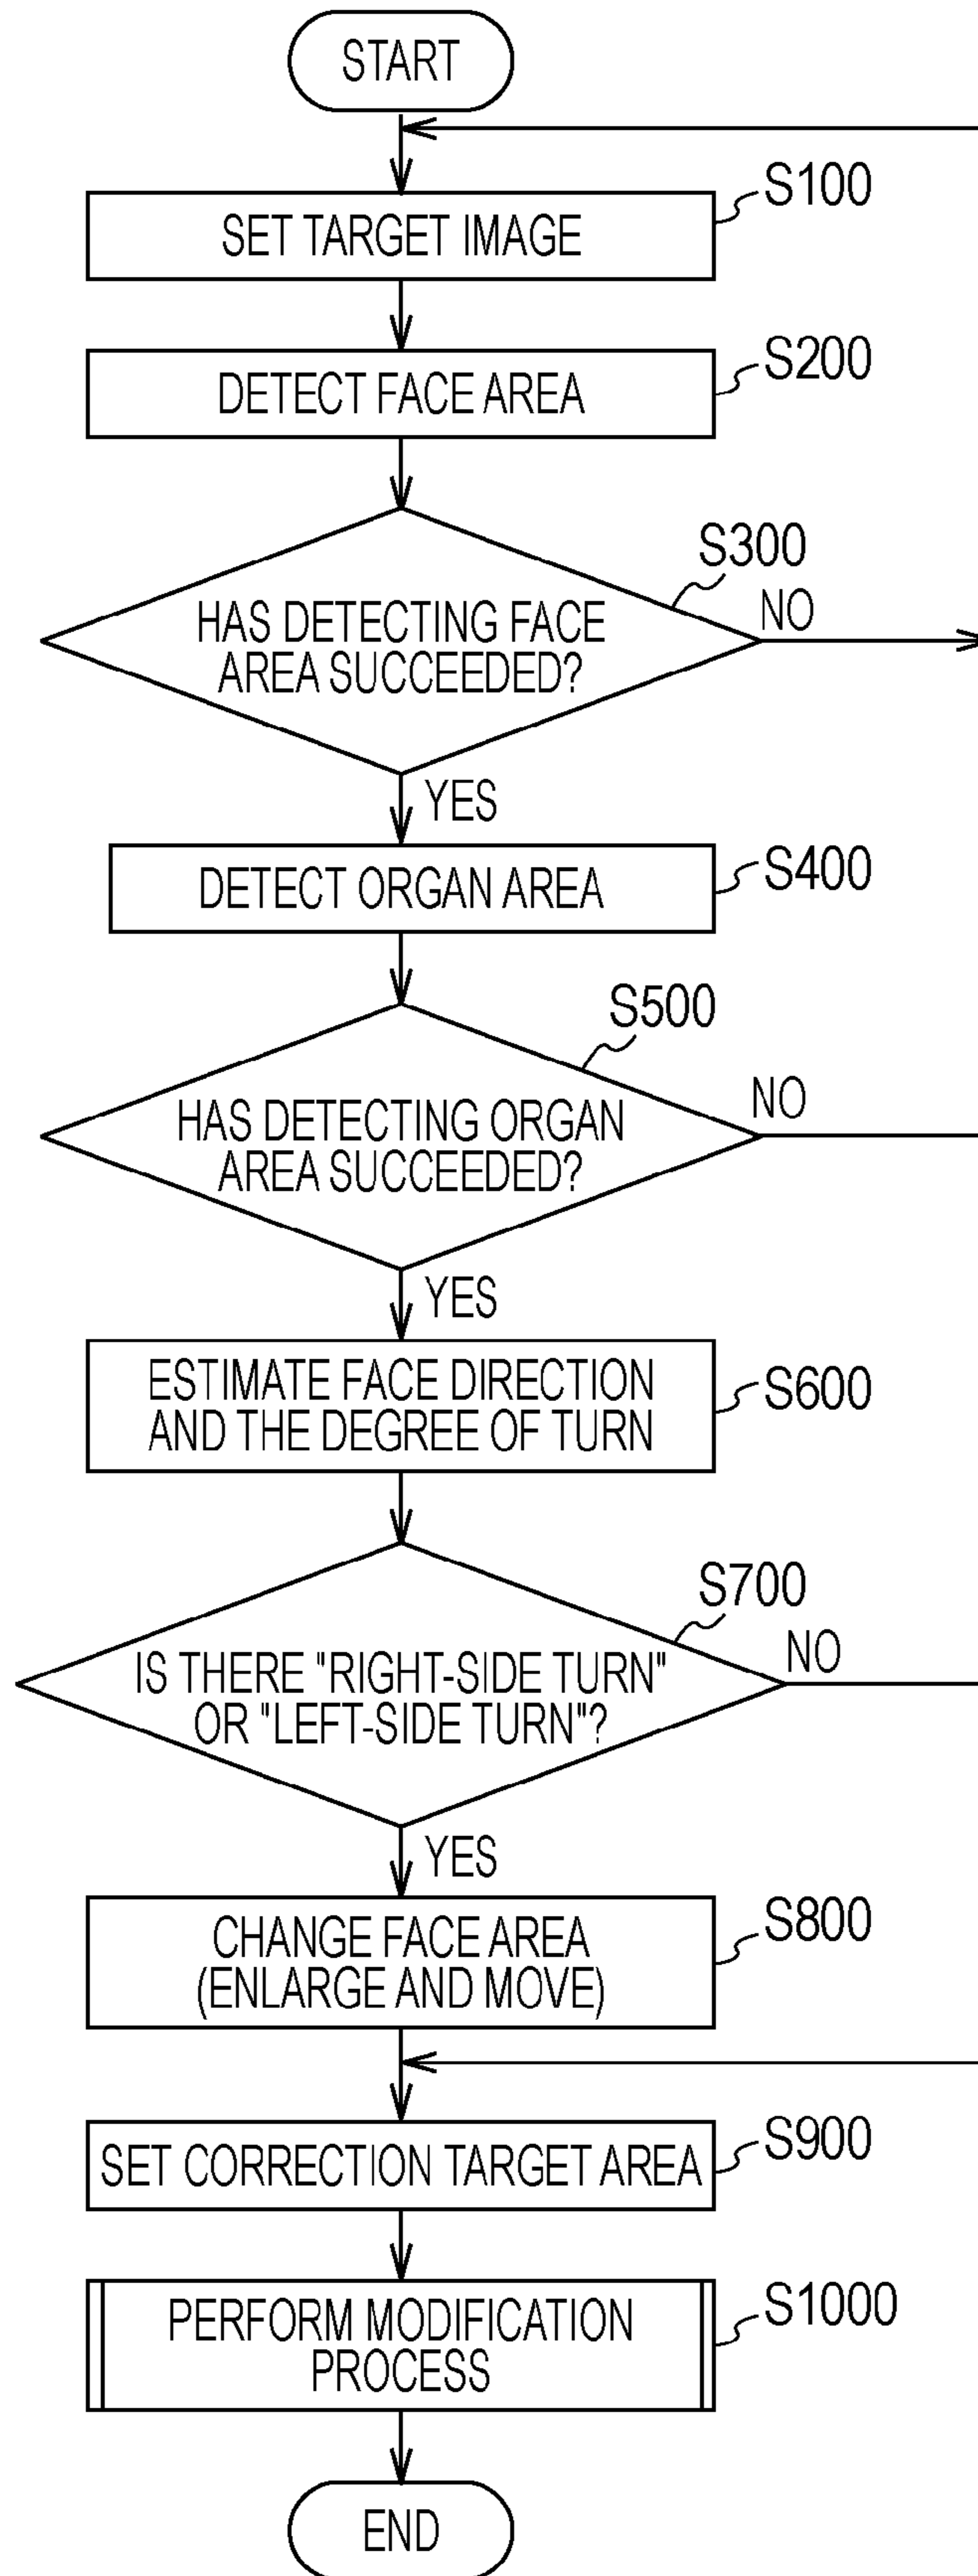 START
S100
SET TARGET IMAGE
S200
DETECT FACE AREA
S300
HAS DETECTING FACE
AREA SUCCEEDED?
NO
YES
S400
DETECT ORGAN AREA
S500
HAS DETECTING ORGAN
AREA SUCCEEDED?
NO
YES
ESTIMATE FACE DIRECTION
AND THE DEGREE OF TURN
S600
S700
IS THERE "RIGHT-SIDE TURN"
OR "LEFT-SIDE TURN"?
NO
YES
CHANGE FACE AREA
(ENLARGE AND MOVE)
S800
SET CORRECTION TARGET AREA
S900
PERFORM MODIFICATION
PROCESS
S1000
END